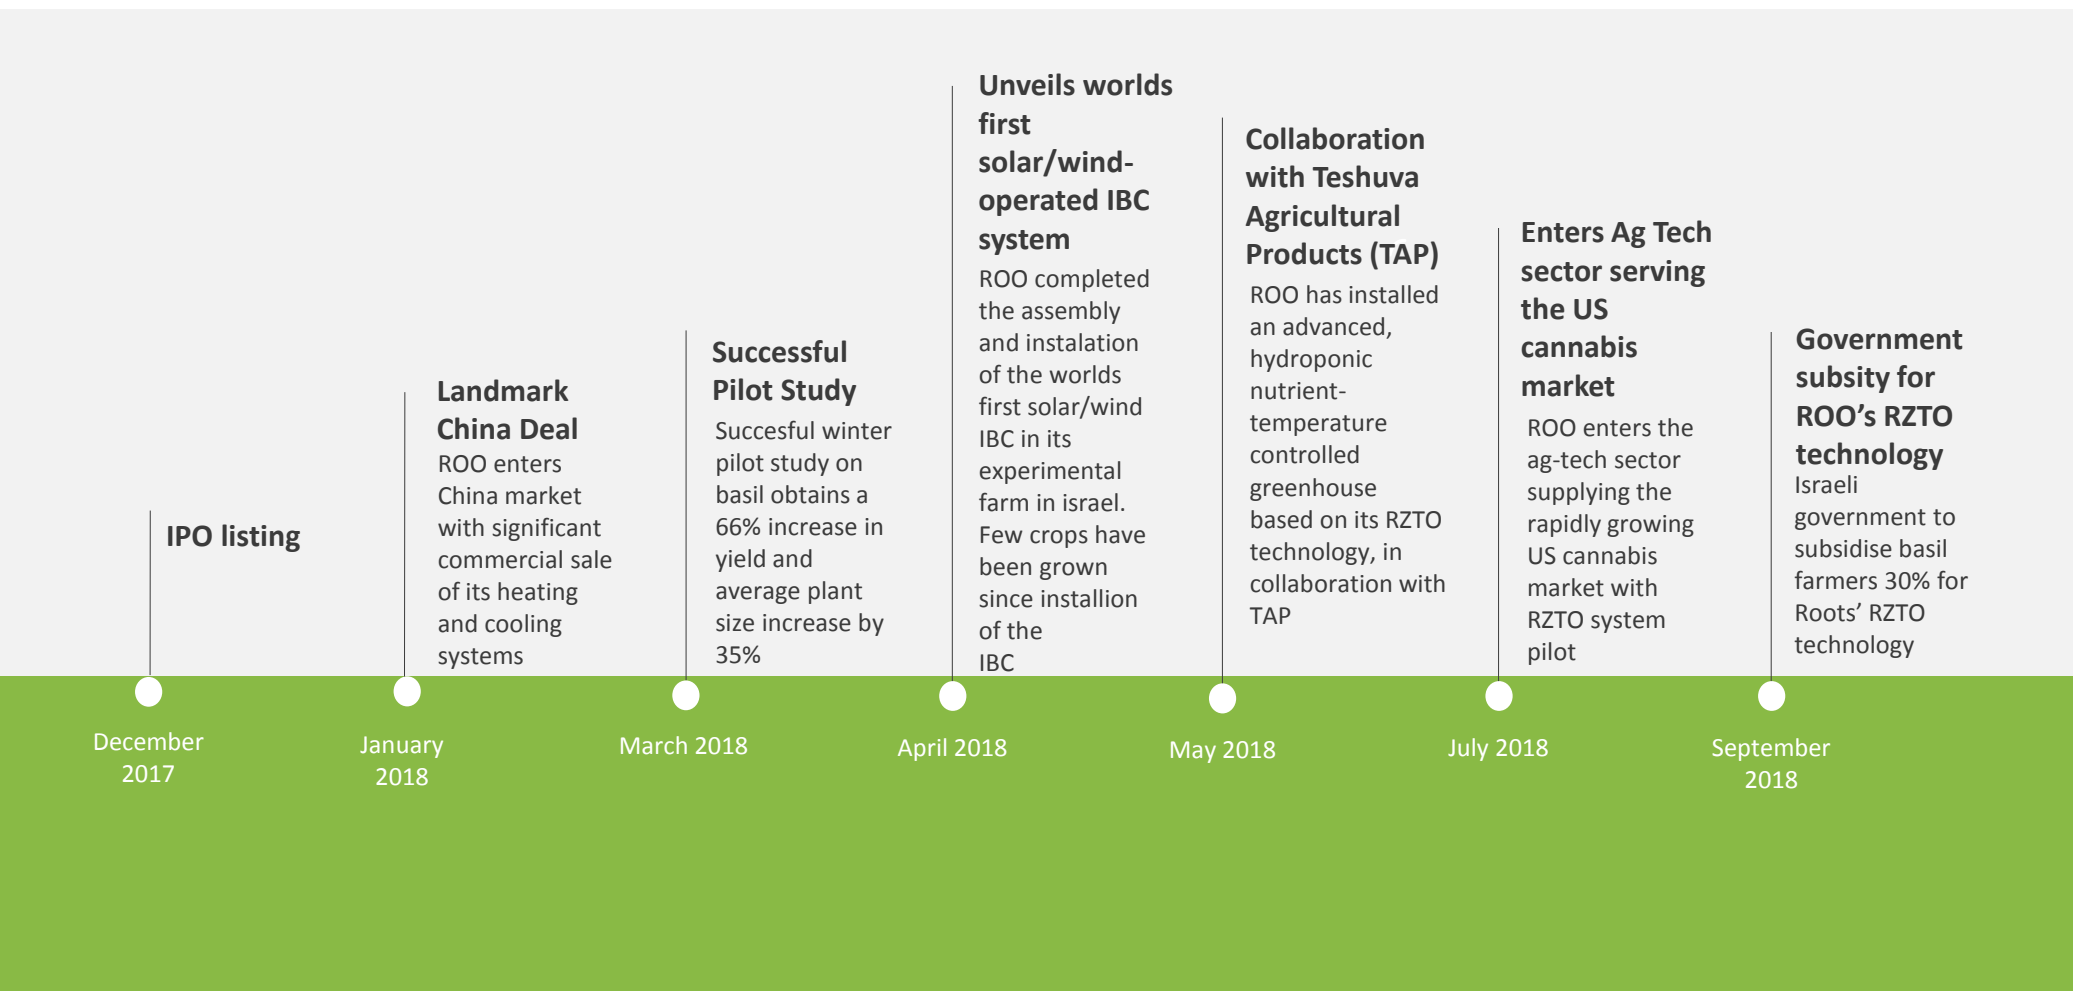 IPO listing
December
2017
Landmark
China Deal
ROO enters
China market
with significant
commercial sale
of its heating
and cooling
systems
January
2018
Successful
Pilot Study
Succesful winter
pilot study on
basil obtains a
66% increase in
yield and
average plant
size increase by
35%
March 2018
Unveils worlds
first
solar/wind-
operated IBC
system
ROO completed
the assembly
and instalation
of the worlds
first solar/wind
IBC in its
experimental
farm in israel.
Few crops have
been grown
since installion
of the
IBC
April 2018
Collaboration
with Teshuva
Agricultural
Products (TAP)
ROO has installed
an advanced,
hydroponic
nutrient-
temperature
controlled
greenhouse
based on its RZTO
technology, in
collaboration with
TAP
May 2018
Enters Ag Tech
sector serving
the US
cannabis
market
ROO enters the
ag-tech sector
supplying the
rapidly growing
US cannabis
market with
RZTO system
pilot
July 2018
Government
subsity for
ROO’s RZTO
technology
Israeli
government to
subsidise basil
farmers 30% for
Roots’ RZTO
technology
September
2018